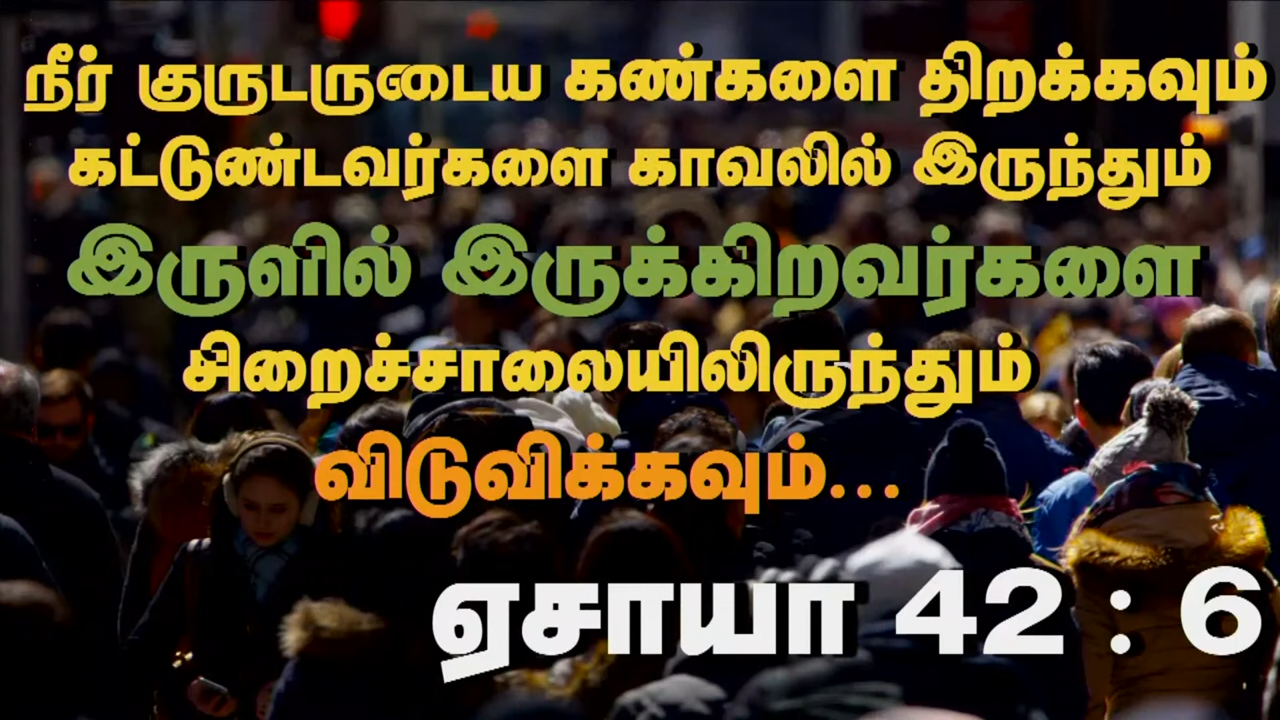 நீர் குருடருடைய கண்களை திறக்கவும்
கட்டுண்டவர்களை காவலில் இருந்தும்
இருளில் இருக்கிறவர்களை
சிறைச்சாலையிலிருந்தும்
விடுவிக்கவும்...
ஏசாயா 42 : 6